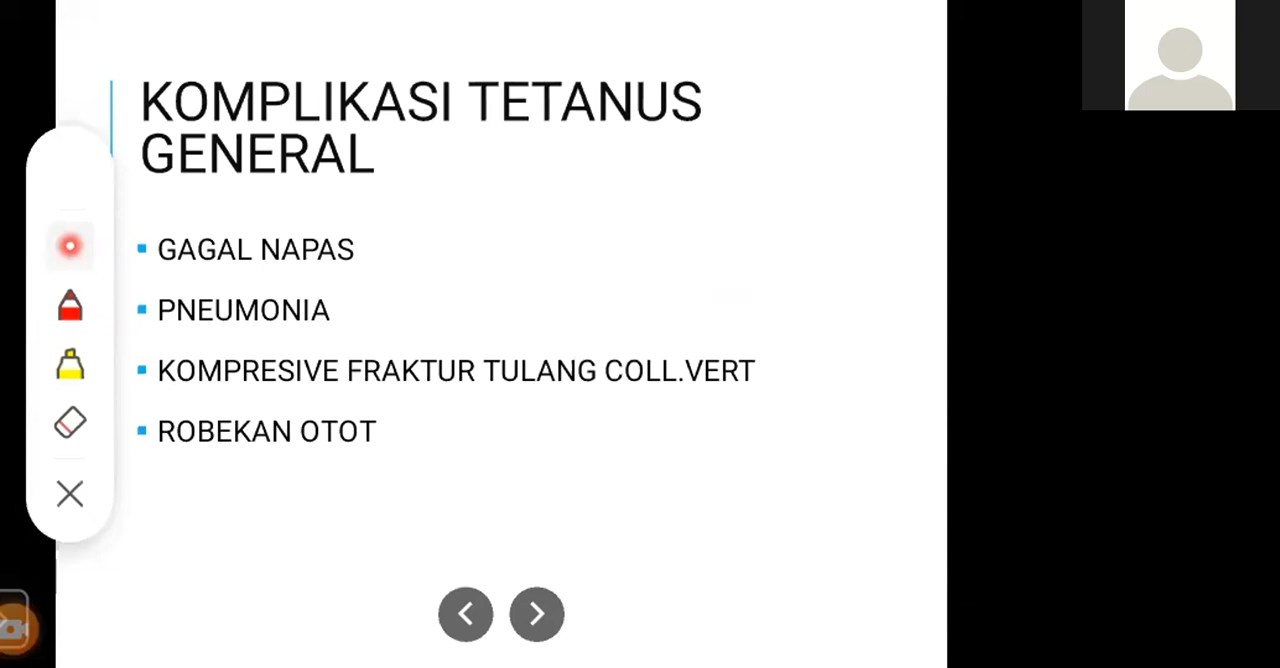 KOMPLIKASI TETANUS
GENERAL
GAGAL NAPAS
PNEUMONIA
KOMPRESIVE FRAKTUR TULANG COLL.VERT
ROBEKAN OTOT